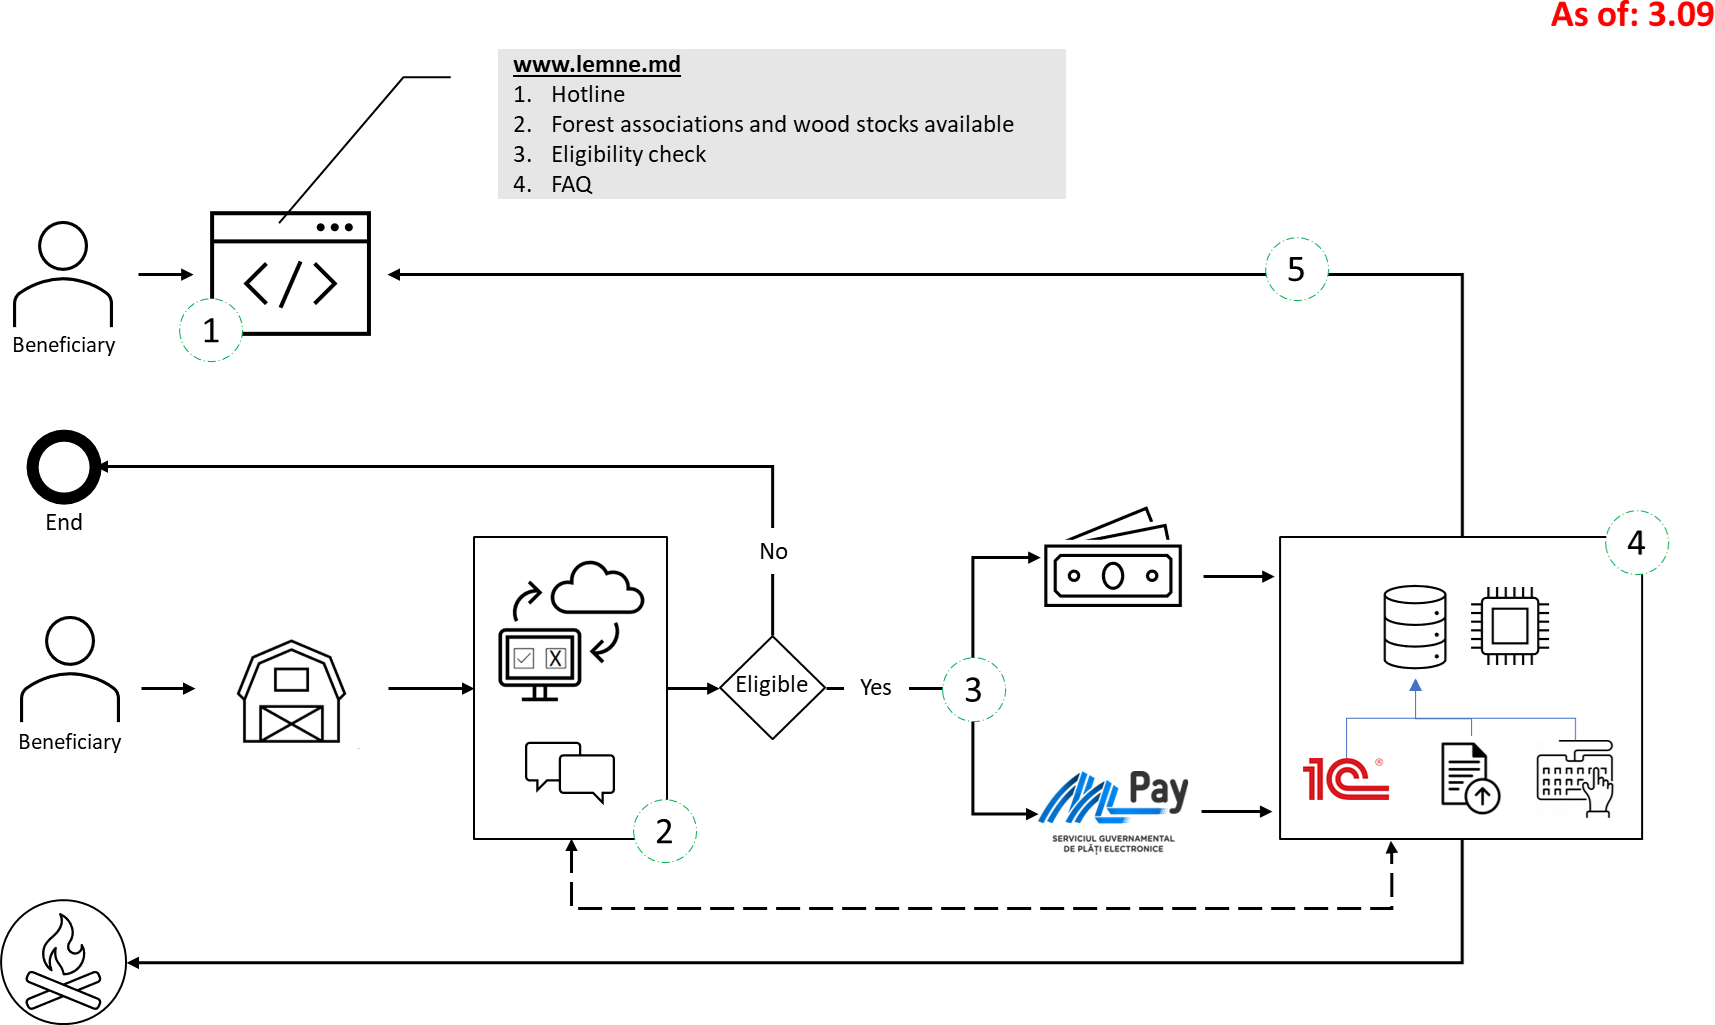 As of: 3.09
www.lemne.md
1. Hotline
2. Forest associations and wood stocks available
3. Eligibility check
4. FAQ
</>
1
Beneficiary
5
End
No
4
Eligible
Yes
3
X
Beneficiary
1C®
Pay
SERVICIUL GUVERNAMENTAL
DE PLĂȚI ELECTRONICE
2